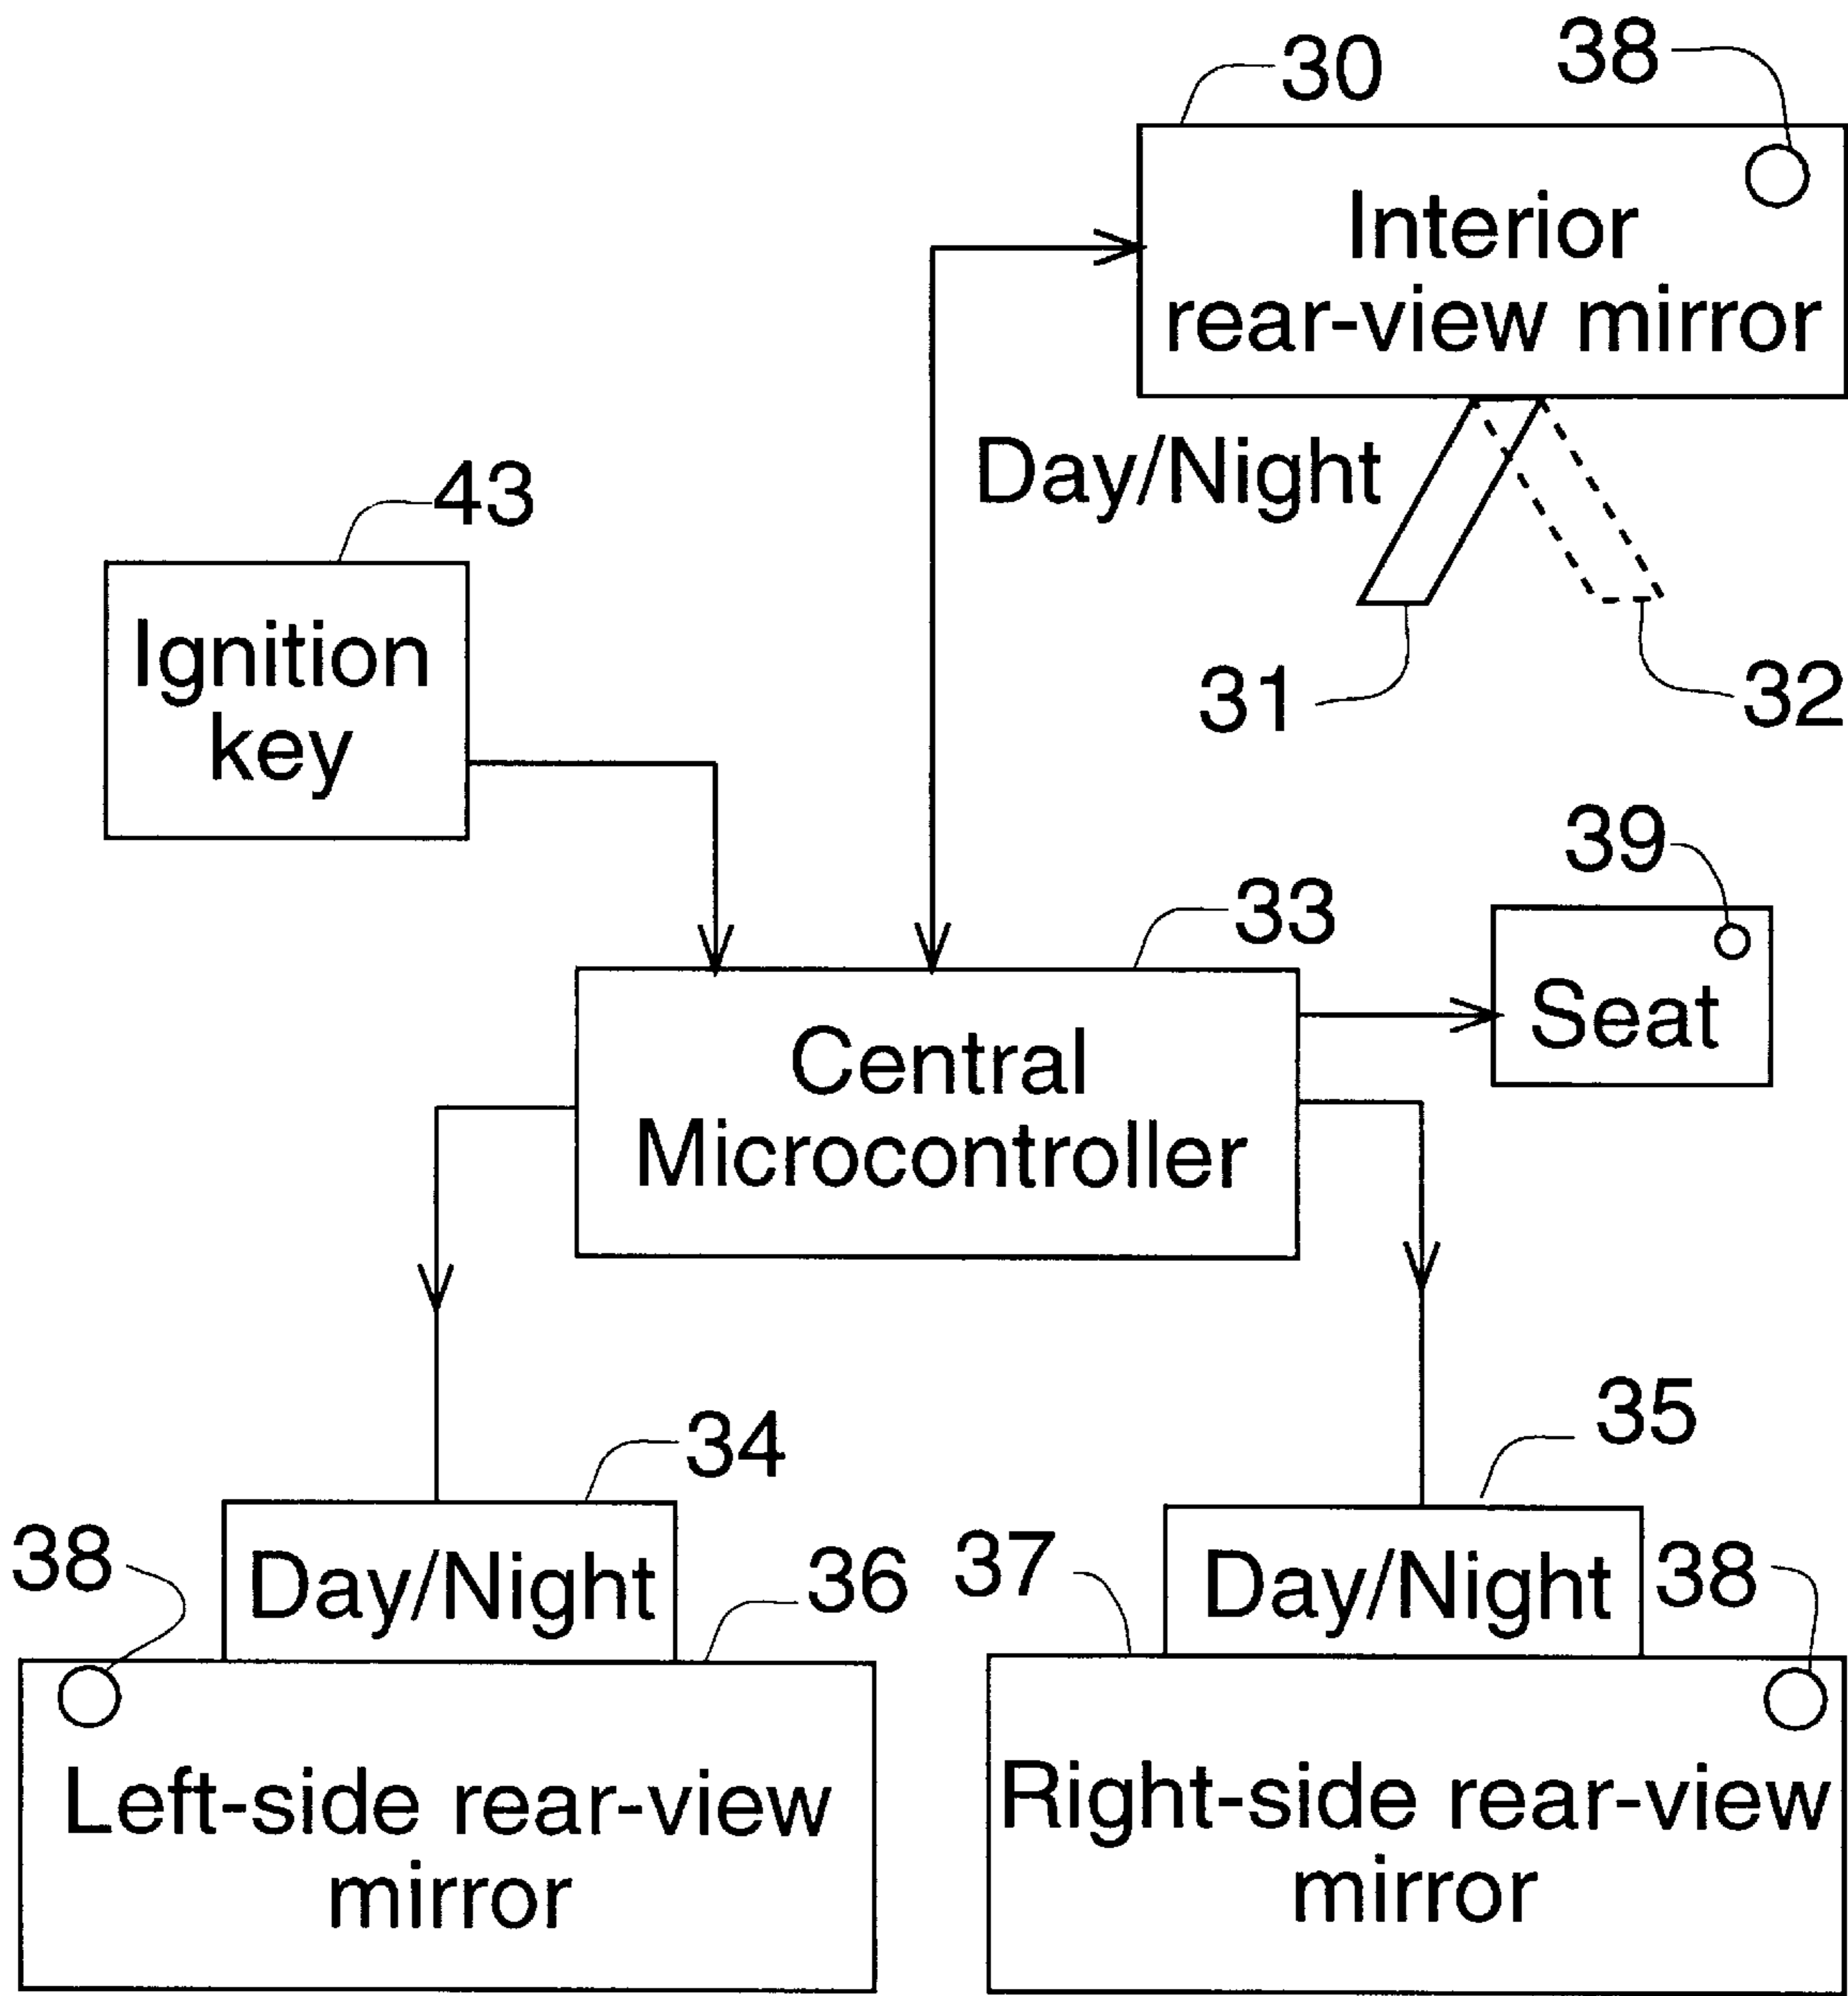 30
38
Interior
rear-view mirror
Day/Night
43
Ignition
key
31
32
39
33
Seat
Central
Microcontroller
35
34
38
Day/Night
36
37
Day/Night
38
Left-side rear-view
mirror
Right-side rear-view
mirror